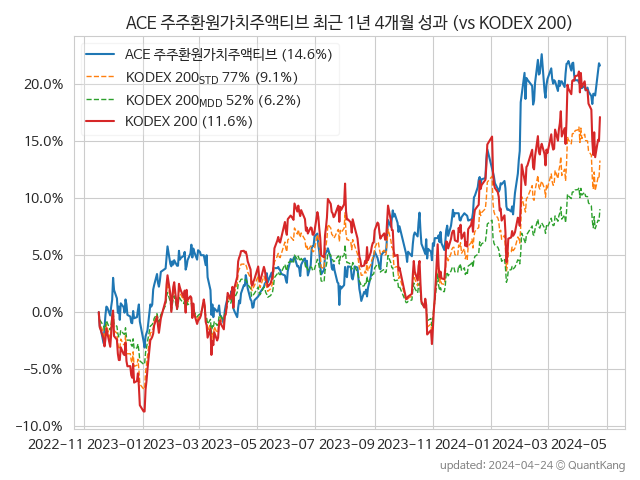 ACE 주주환원가치주액티브 최근 1년 4개월 성과 (vs KODEX 200)
ACE 주주환원가치주액티브 (14.6%)
KODEX 200STD 77% (9.1%)
KODEX 200MDD 52% (6.2%)
KODEX 200 (11.6%)
20.0%
15.0%
10.0%
5.0%
0.0%
−5.0%
−10.0%
2022-11 2023-01 2023-03 2023-05 2023-07 2023-09 2023-11 2024-01 2024-03 2024-05
updated: 2024-04-24 ⓒ QuantKang